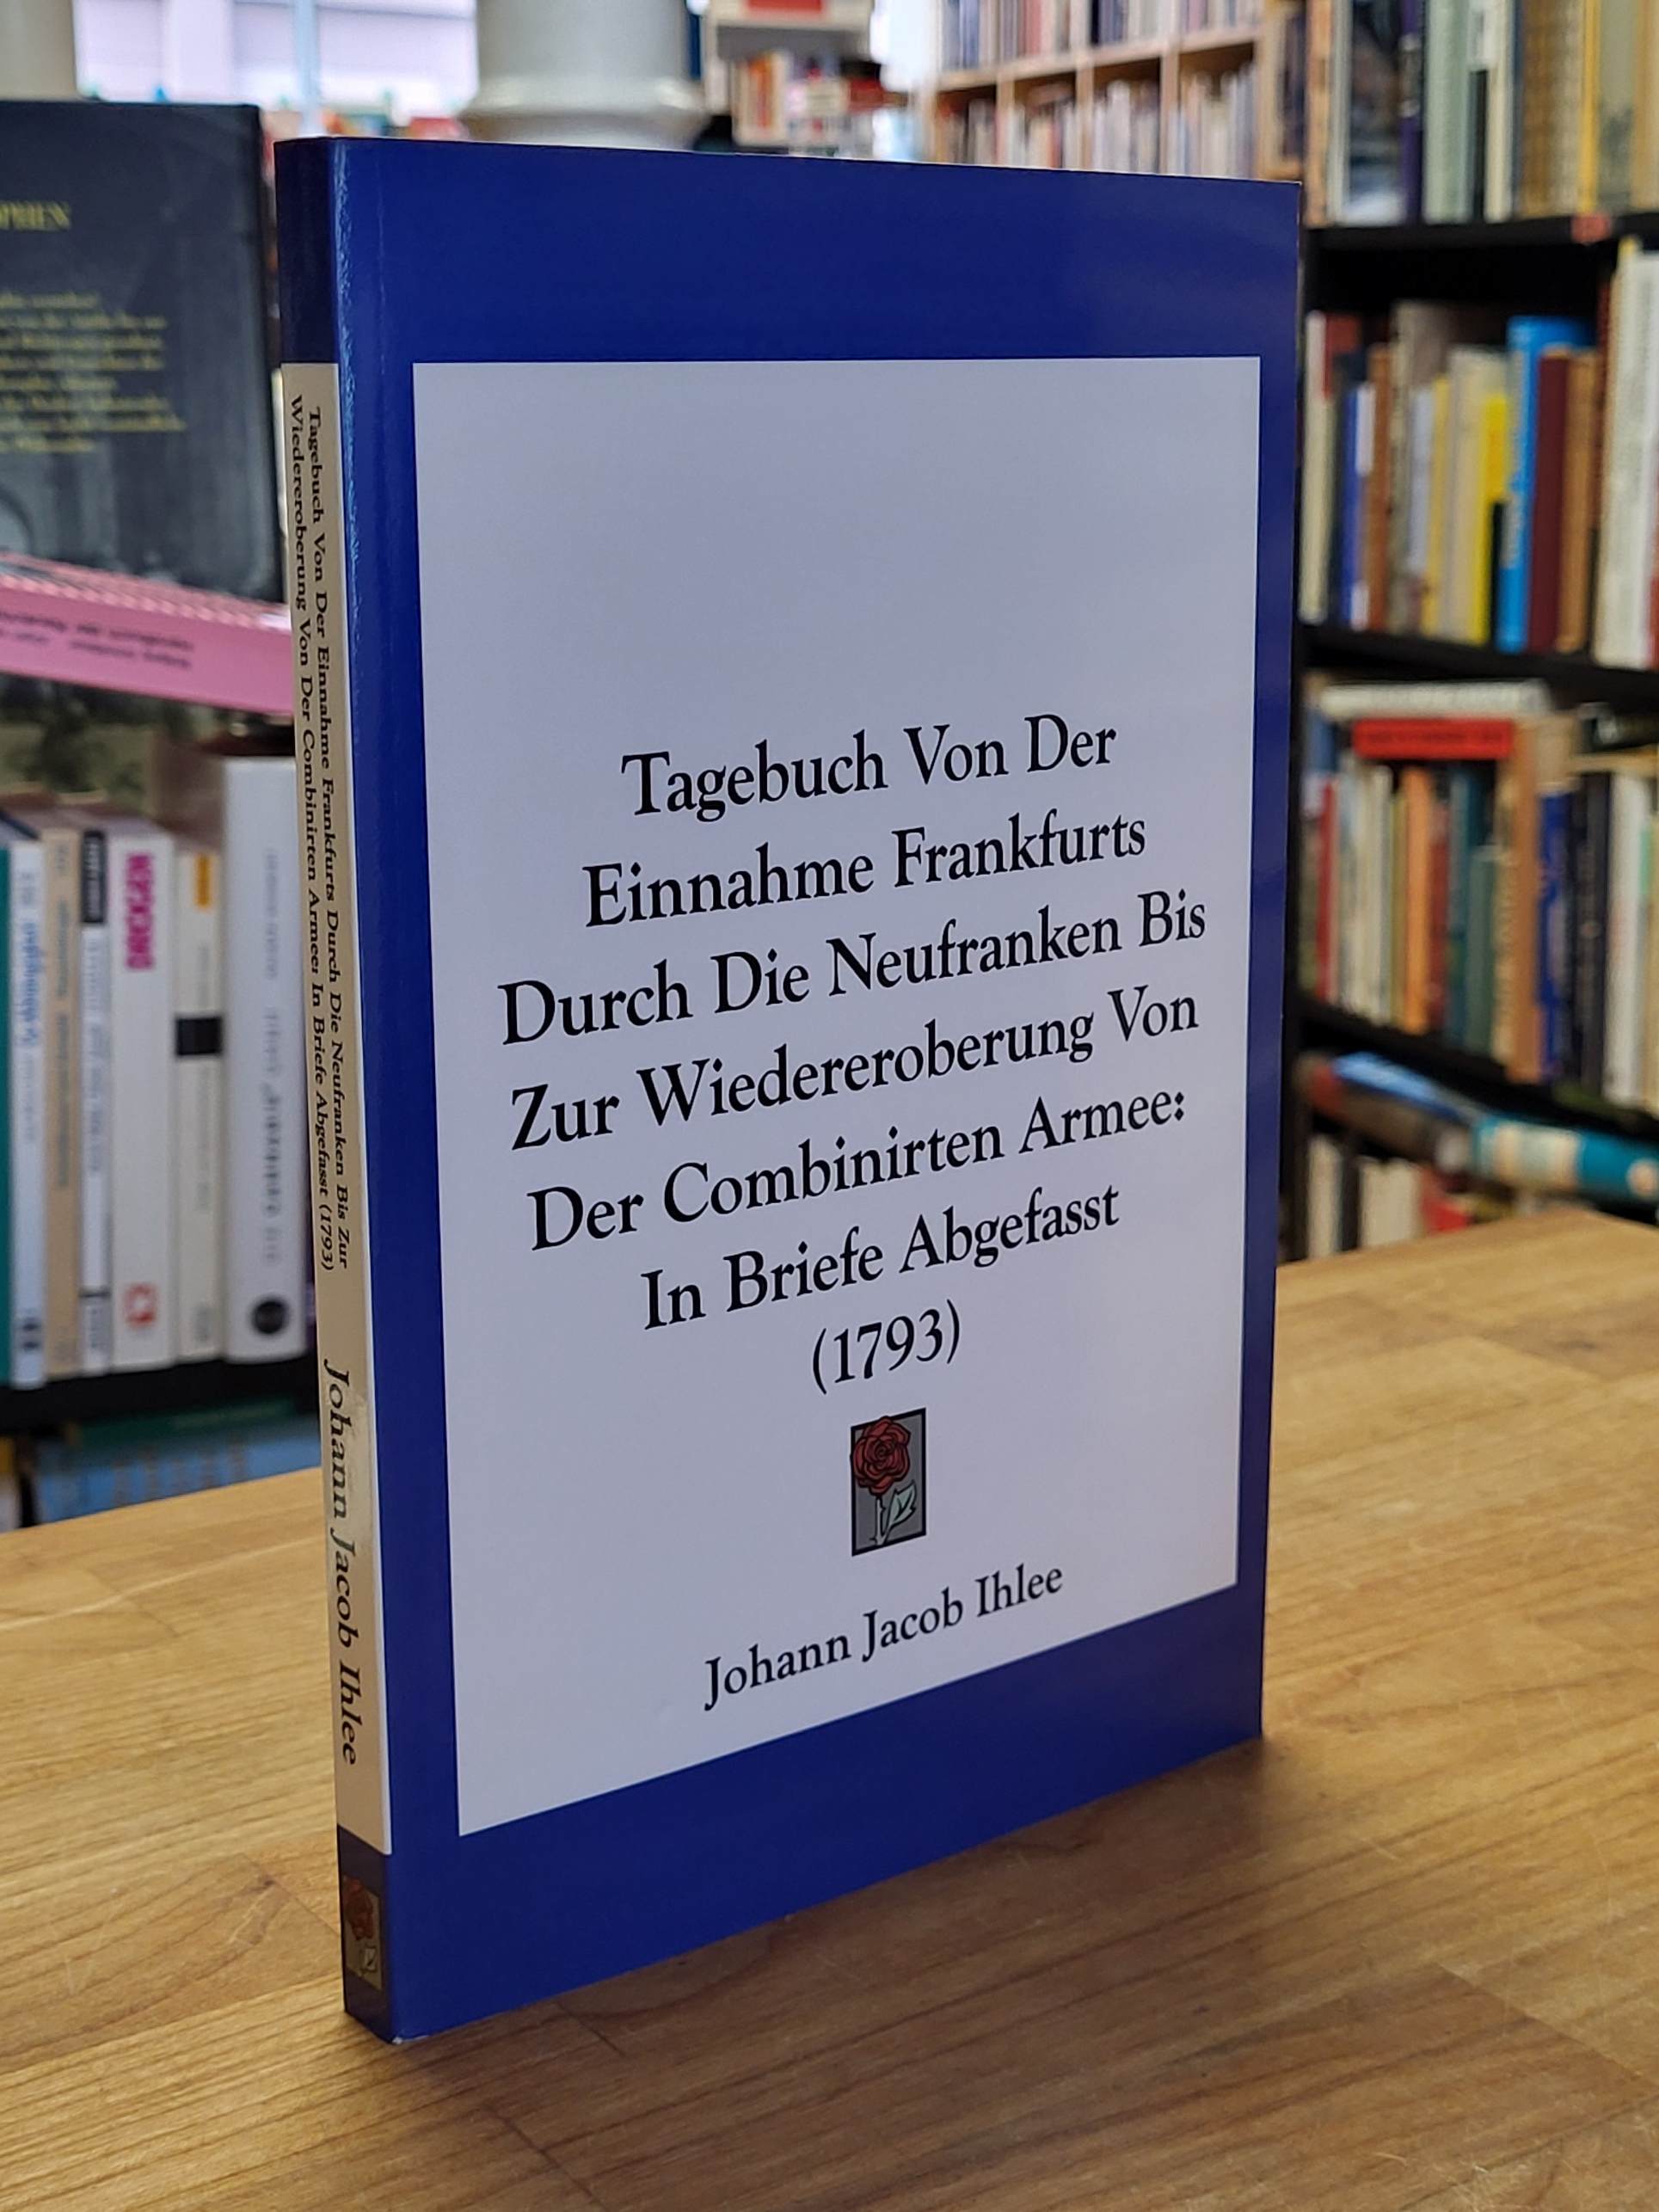 Tagebuch Von Der
Einnahme Frankfurts
Durch Die Neufranken Bis
Zur Wiedereroberung Von
Der Combinirten Armee:
In Briefe Abgefasst
(1793)
Johann Jacob Ihlee
Tagebuch Von Der Einnahme Frankfurts Durch Die Neufranken Bis Zur
Wiedereroberung Von Der Combinirten Armee: In Briefe Abgefasst (1793)
Johann Jacob Ihlee